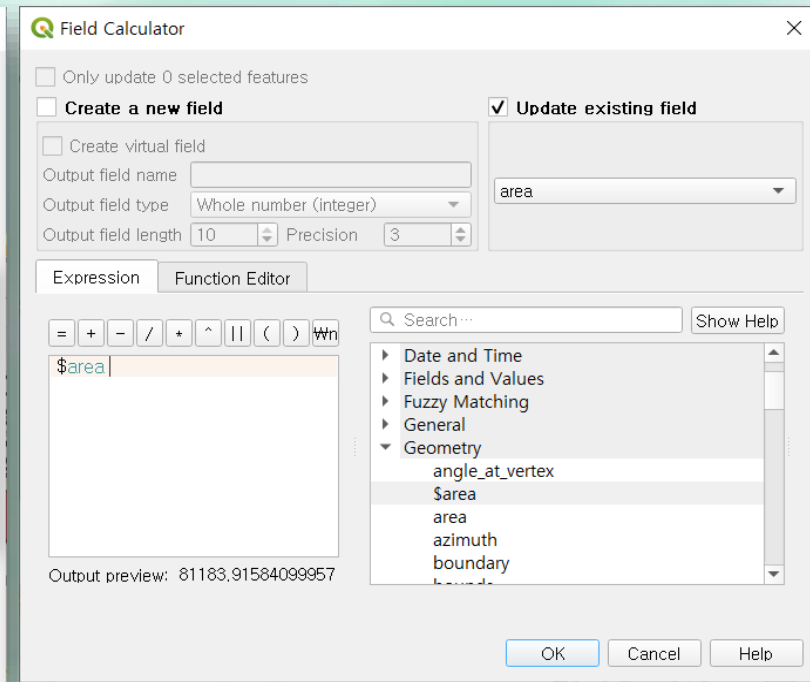 Field Calculator
Only update 0 selected features
Create a new field
Update existing field
Create virtual field
Output field name
area
Output field type Whole number (integer)
Output field length 10 Precision 3
Expression Function Editor
Search… Show Help
= + - / * ^ || ( ) ₩n
Date and Time
$area
Fields and Values
Fuzzy Matching
General
Geometry
angle_at_vertex
$area
area
azimuth
boundary
Output preview: 81183,91584099957
bounds
OK Cancel Help